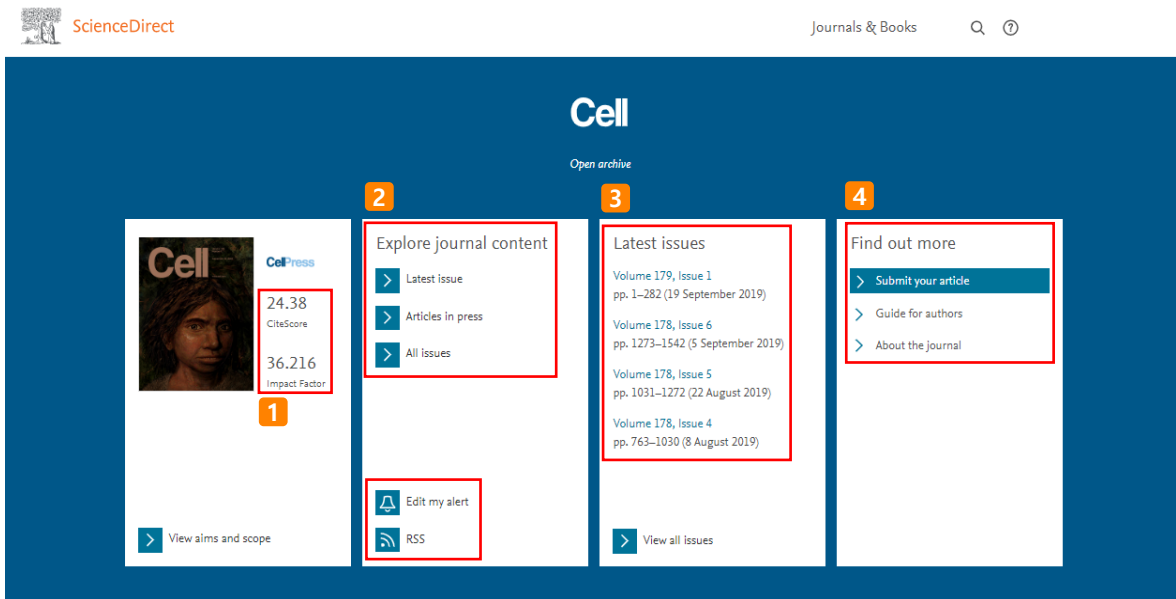 ScienceDirect
Journals & Books
?
Cell
Open archive
1
Cell
CellPress
24.38
CiteScore
36.216
Impact Factor
View aims and scope
2
Explore journal content
Latest issue
Articles in press
All issues
Edit my alert
RSS
3
Latest issues
Volume 179, Issue 1
pp. 1–282 (19 September 2019)
Volume 178, Issue 6
pp. 1273–1542 (5 September 2019)
Volume 178, Issue 5
pp. 1031–1272 (22 August 2019)
Volume 178, Issue 4
pp. 763–1030 (8 August 2019)
View all issues
4
Find out more
Submit your article
Guide for authors
About the journal